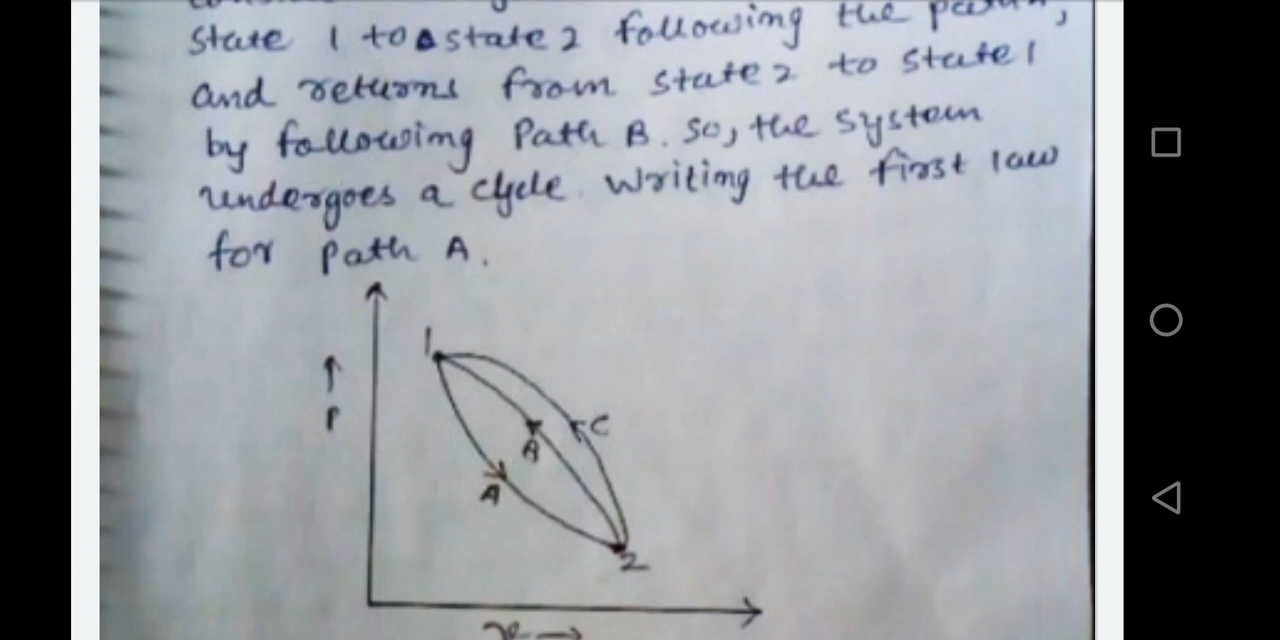 state 1 to state 2 following the
and returns from state 2 to state 1
by following Path B. so, the system
undergoes a cycle. Writing the first law
for path A.
1
P
C
A
A
2